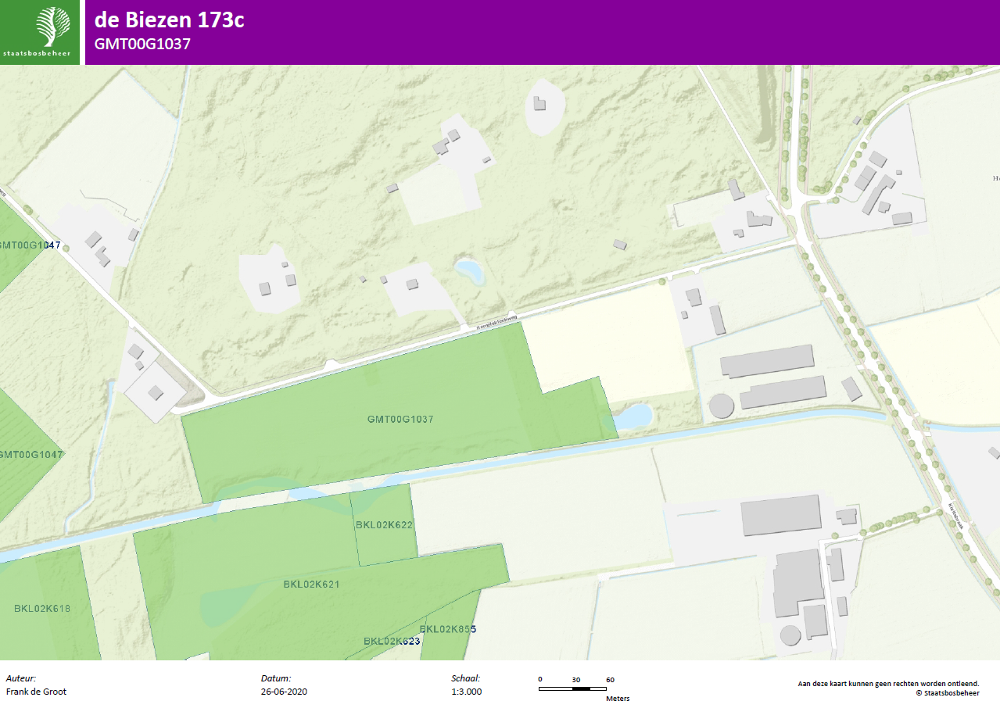 staatsbosbeheer
de Biezen 173c
GMT00G1037
GMT00G1047
Hemelaldenkweg
GMT00G1037
GMT00G1047
BKL02K622
Kruisbraak
BKL02K621
BKL02K618
BKL02K855
BKL02K623
Auteur:
Frank de Groot
Datum:
26-06-2020
Schaal:
1:3.000
0 30 60
Meters
Aan deze kaart kunnen geen rechten worden ontleend.
© Staatsbosbeheer